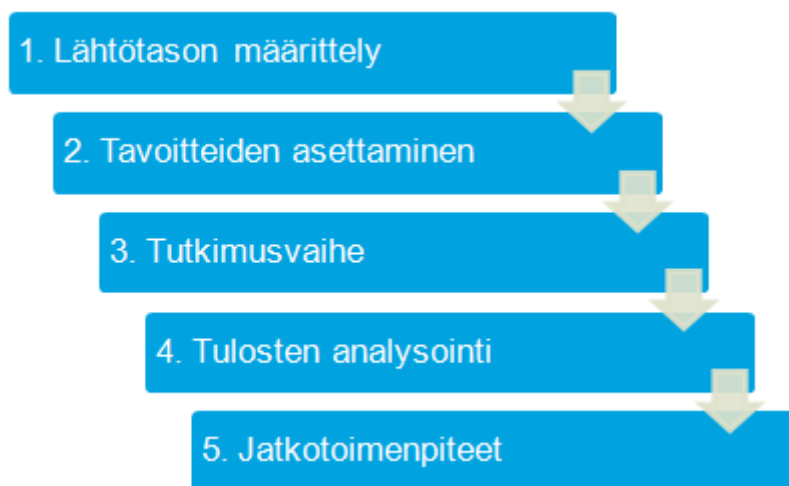 1. Lähtötason määrittely
2. Tavoitteiden asettaminen
3. Tutkimusvaihe
4. Tulosten analysointi
5. Jatkotoimenpiteet